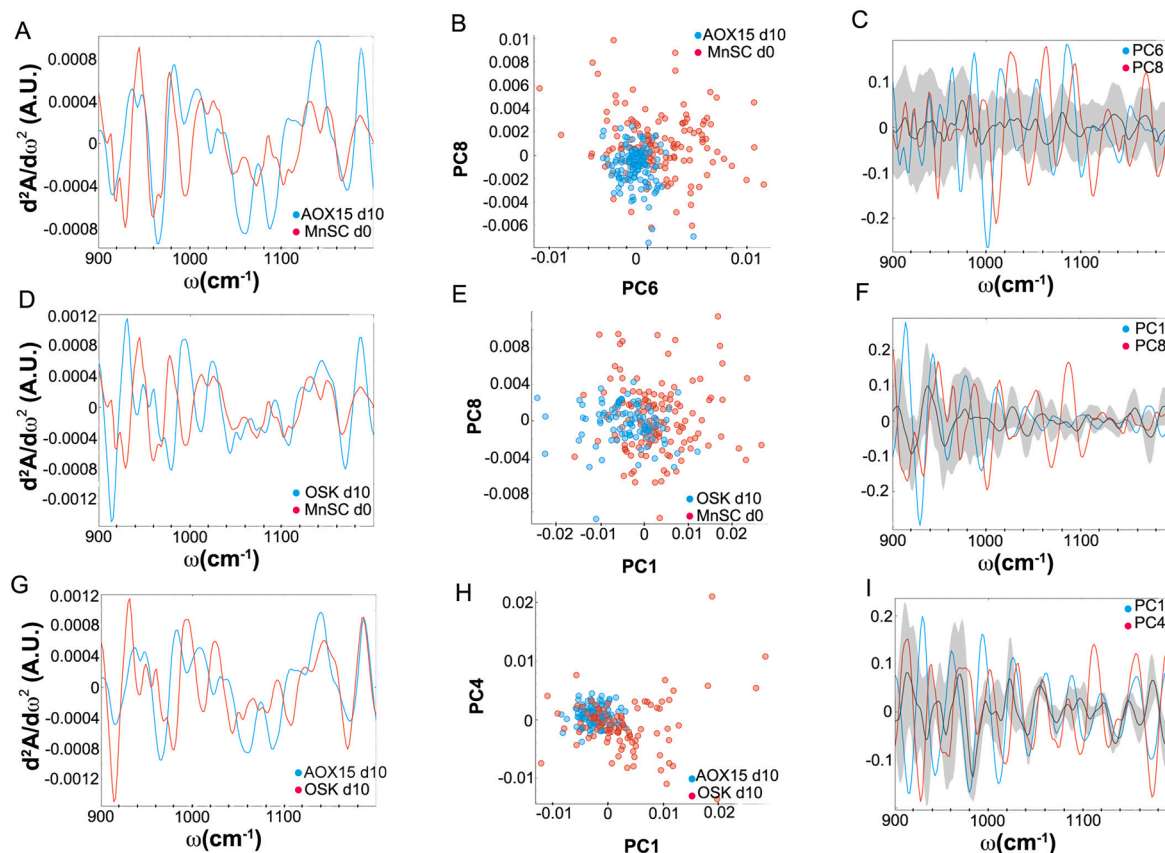 A
d²A/dω² (A.U.)
0.0008
0.0004
0
-0.0004
-0.0008
AOX15 d10
MnSC d0
900 1000 1100
ω(cm⁻¹)
B
PC8
0.01
0.008
0.006
0.004
0.002
0
-0.002
-0.004
-0.006
AOX15 d10
MnSC d0
-0.01 0 0.01
PC6
C
0.1
0
-0.1
-0.2
PC6
PC8
900 1000 1100
ω(cm⁻¹)
D
d²A/dω² (A.U.)
0.0012
0.0008
0.0004
0
-0.0004
-0.0008
-0.0012
OSK d10
MnSC d0
900 1000 1100
ω(cm⁻¹)
E
PC8
0.008
0.004
0
-0.004
-0.008
OSK d10
MnSC d0
-0.02 -0.01 0 0.01 0.02
PC1
F
0.2
0.1
0
-0.1
-0.2
PC1
PC8
900 1000 1100
ω(cm⁻¹)
G
d²A/dω² (A.U.)
0.0012
0.0008
0.0004
0
-0.0004
-0.0008
-0.0012
AOX15 d10
OSK d10
900 1000 1100
ω(cm⁻¹)
H
PC4
0.02
0.01
0
-0.01
AOX15 d10
OSK d10
-0.01 0 0.01 0.02
PC1
I
0.2
0.1
0
-0.1
PC1
PC4
900 1000 1100
ω(cm⁻¹)